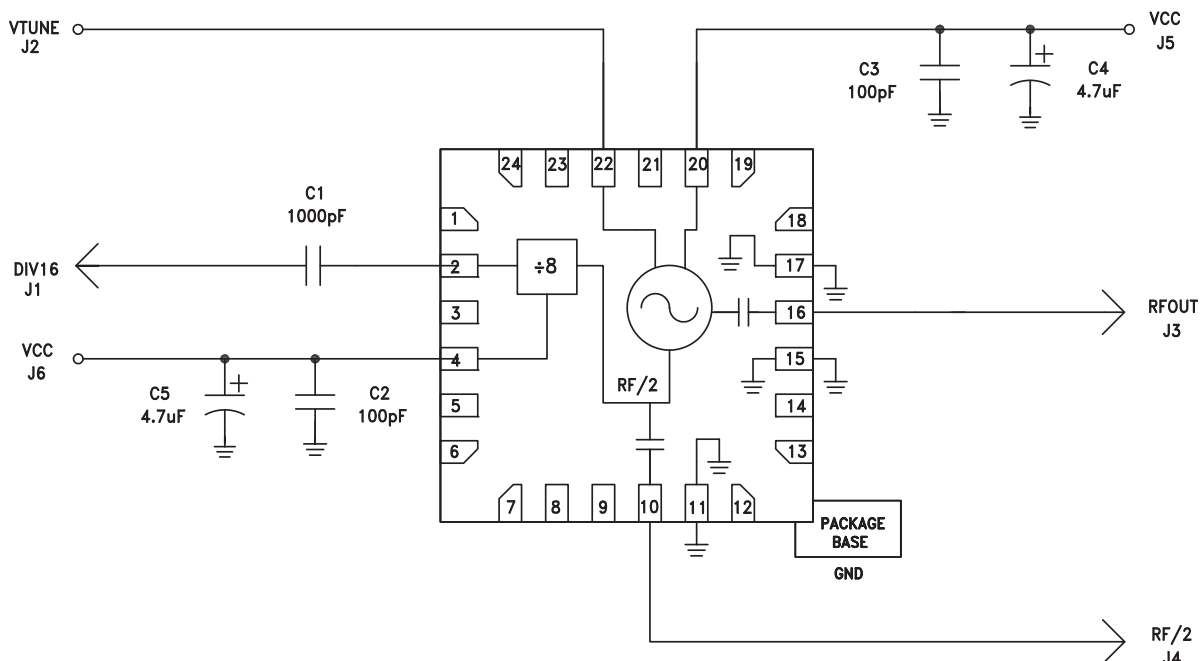 VTUNE
J2
VCC
J5
C3
100pF
+
C4
4.7uF
24
23
22
21
20
19
C1
1000pF
1
18
DIV16
J1
2
÷8
17
3
16
RFOUT
J3
VCC
J6
4
15
C5
4.7uF
+
C2
100pF
RF/2
5
14
6
13
7
8
9
10
11
12
PACKAGE
BASE
GND
RF/2
J4